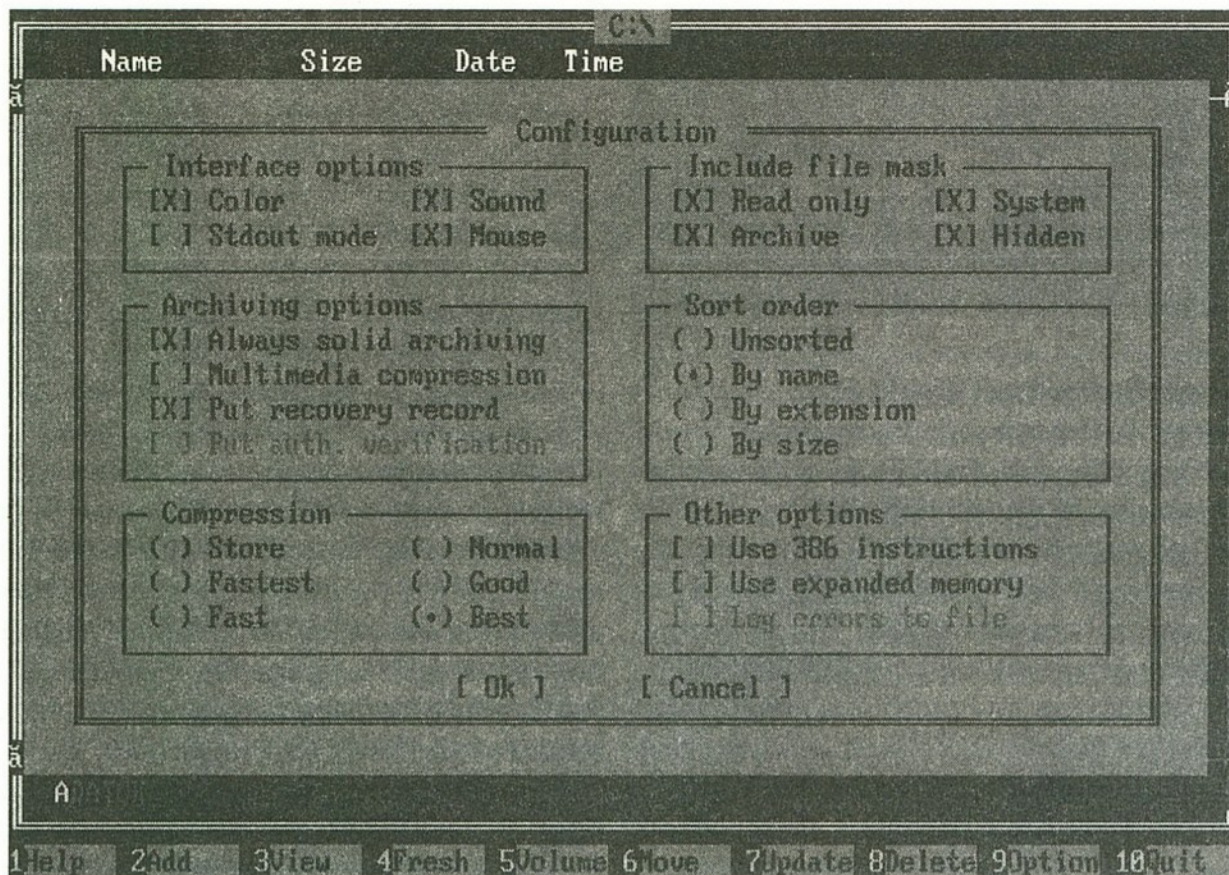 C:\
Name Size Date Time
Configuration
Interface options
[X] Color [X] Sound
[ ] Stdout mode [X] Mouse
Include file mask
[X] Read only [X] System
[X] Archive [X] Hidden
Archiving options
[X] Always solid archiving
[ ] Multimedia compression
[X] Put recovery record
[ ] Put auth. verification
Sort order
( ) Unsorted
(•) By name
( ) By extension
( ) By size
Compression
( ) Store ( ) Normal
( ) Fastest ( ) Good
( ) Fast (•) Best
Other options
[ ] Use 386 instructions
[ ] Use expanded memory
[ ] Log errors to file
[ Ok ] [ Cancel ]
1Help 2Add 3View 4Fresh 5Volume 6Move 7Update 8Delete 9Option 10Quit